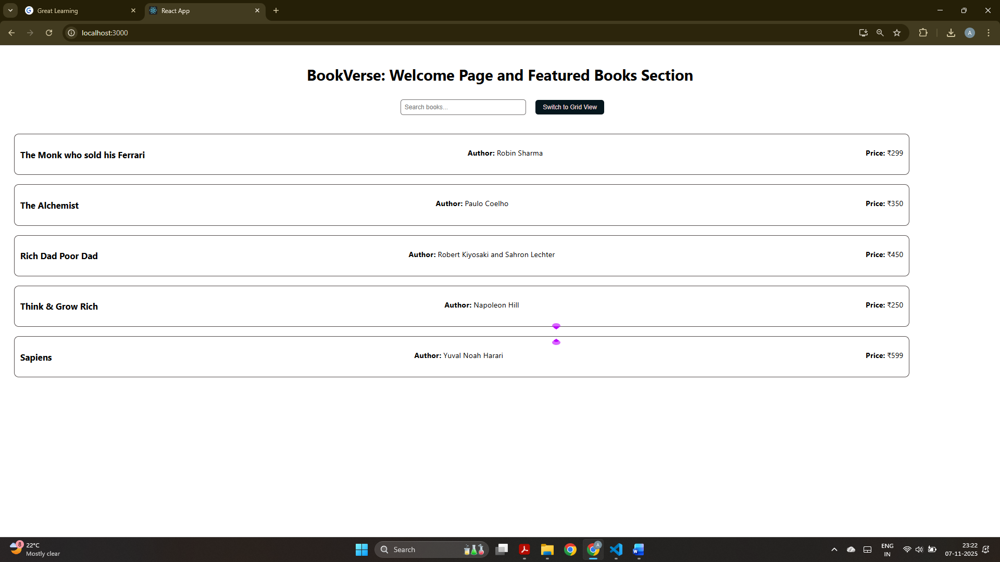 Great Learning
React App
localhost:3000
A
BookVerse: Welcome Page and Featured Books Section
Search books...
Switch to Grid View
The Monk who sold his Ferrari Author: Robin Sharma Price: ₹299
The Alchemist Author: Paulo Coelho Price: ₹350
Rich Dad Poor Dad Author: Robert Kiyosaki and Sahron Lechter Price: ₹450
Think & Grow Rich Author: Napoleon Hill Price: ₹250
Sapiens Author: Yuval Noah Harari Price: ₹599
8
22°C
Mostly clear
Search
A
W
ENG
IN
23:22
07-11-2025